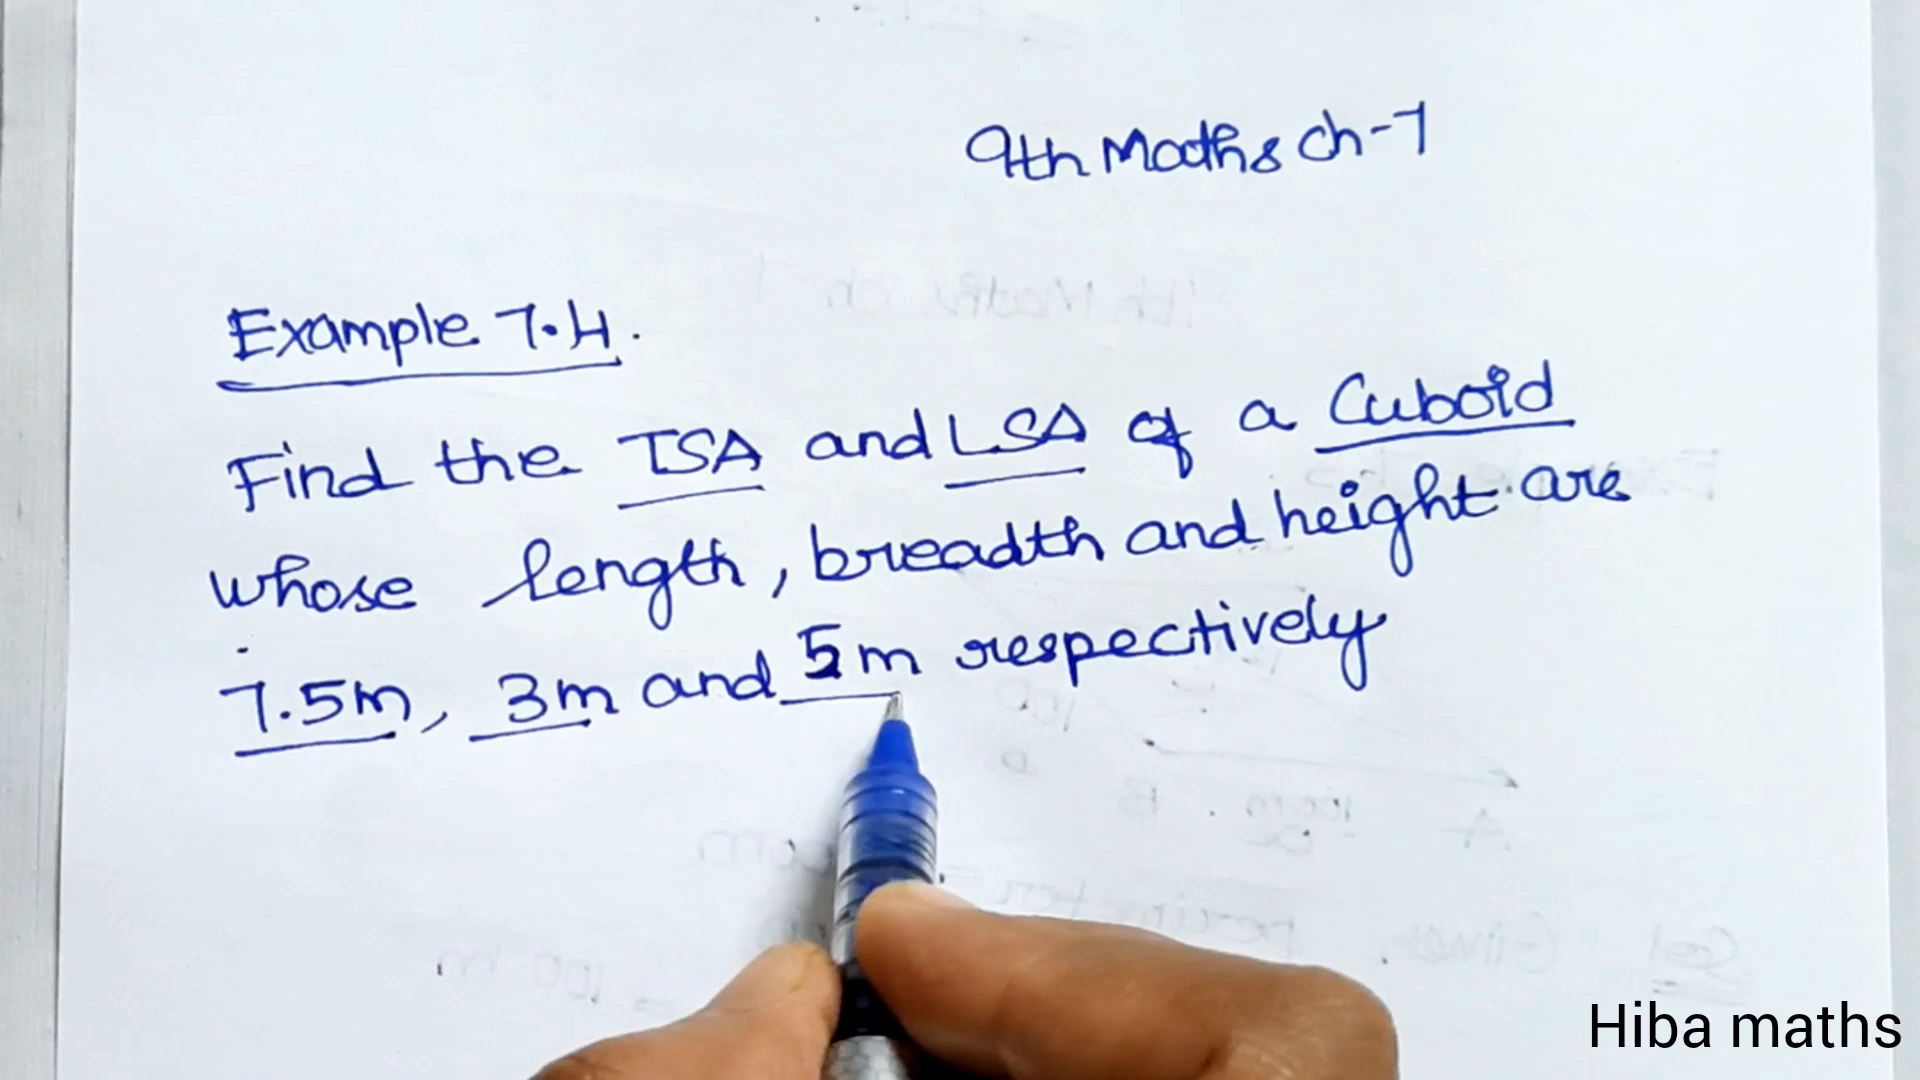 9th Maths ch-7
Example 7.4.
Find the TSA and LSA of a Cuboid
whose length, breadth and height are
7.5m, 3m and 5m respectively
Hiba maths